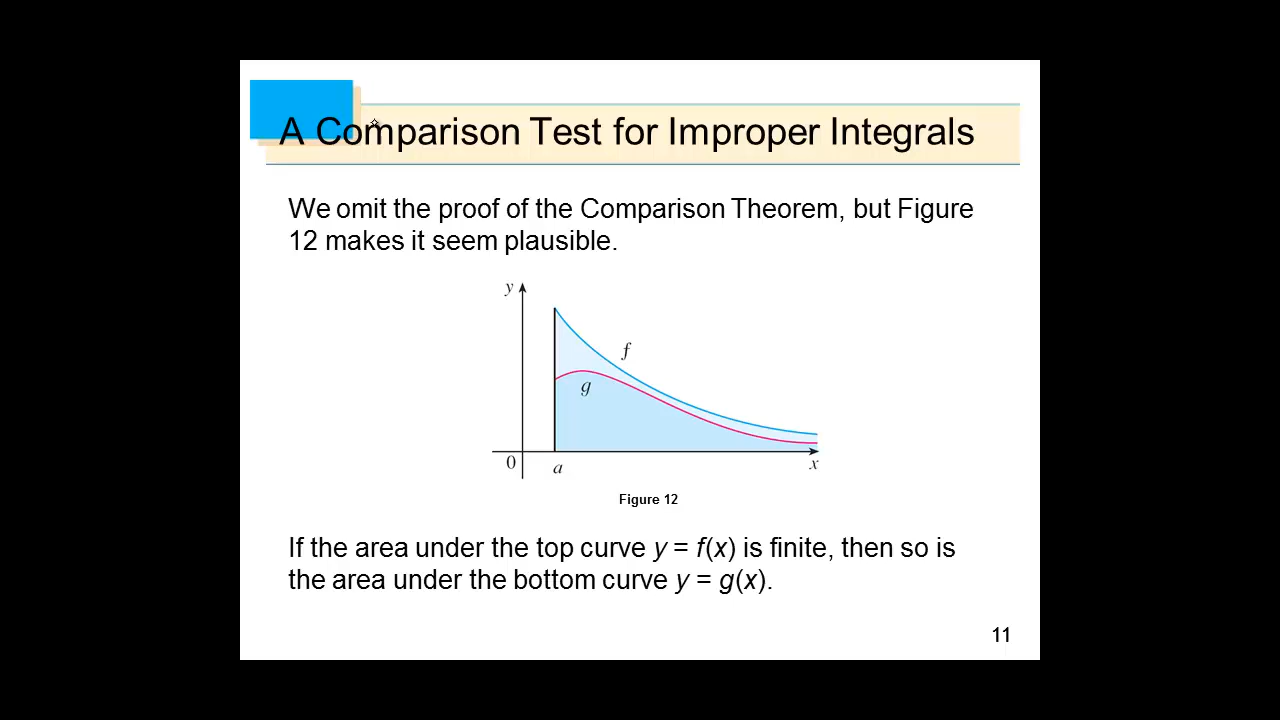 A Comparison Test for Improper Integrals
We omit the proof of the Comparison Theorem, but Figure
12 makes it seem plausible.
y
f
g
0
a
x
Figure 12
If the area under the top curve y = f(x) is finite, then so is
the area under the bottom curve y = g(x).
11